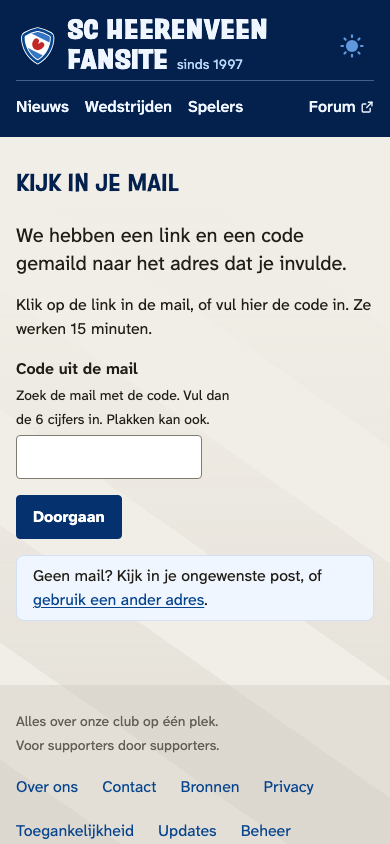 SC HEERENVEEN
FANSITE sinds 1997
Nieuws Wedstrijden Spelers Forum
KIJK IN JE MAIL
We hebben een link en een code
gemaild naar het adres dat je invulde.
Klik op de link in de mail, of vul hier de code in. Ze
werken 15 minuten.
Code uit de mail
Zoek de mail met de code. Vul dan
de 6 cijfers in. Plakken kan ook.
Doorgaan
Geen mail? Kijk in je ongewenste post, of
gebruik een ander adres.
Alles over onze club op één plek.
Voor supporters door supporters.
Over ons Contact Bronnen Privacy
Toegankelijkheid Updates Beheer